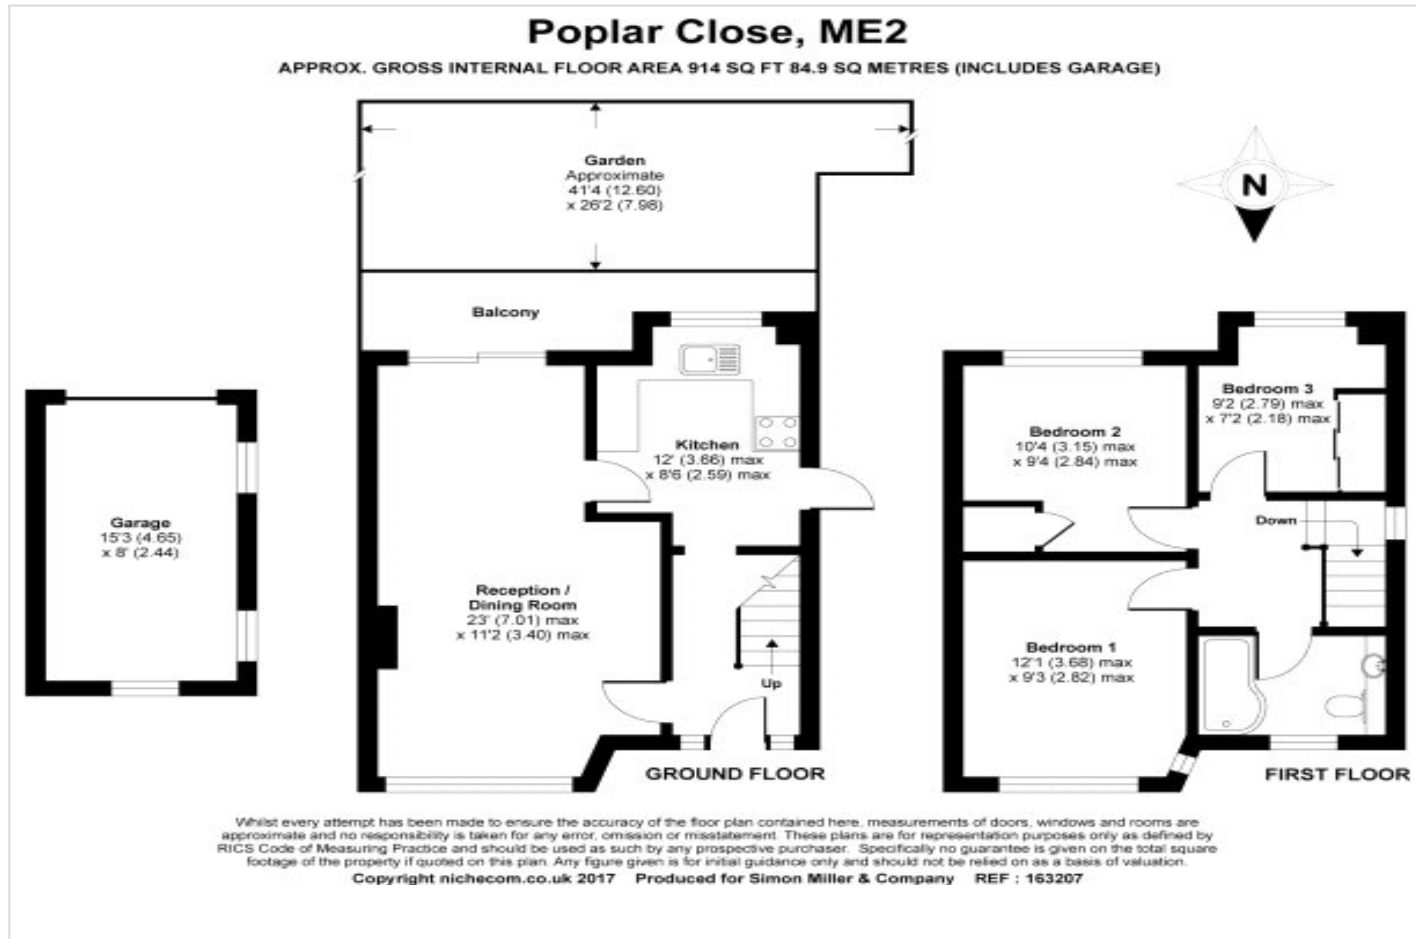 Poplar Close, ME2
APPROX. GROSS INTERNAL FLOOR AREA 914 SQ FT 84.9 SQ METRES (INCLUDES GARAGE)
Garden
Approximate
41'4 (12.60)
x 26'2 (7.98)
N
Balcony
Garage
15'3 (4.65)
x 8' (2.44)
Kitchen
12' (3.66) max
x 8'6 (2.59) max
Reception /
Dining Room
23' (7.01) max
x 11'2 (3.40) max
Up
GROUND FLOOR
Bedroom 3
9'2 (2.79) max
x 7'2 (2.18) max
Bedroom 2
10'4 (3.15) max
x 9'4 (2.84) max
Down
Bedroom 1
12'1 (3.68) max
x 9'3 (2.82) max
FIRST FLOOR
Whilst every attempt has been made to ensure the accuracy of the floor plan contained here, measurements of doors, windows and rooms are
approximate and no responsibility is taken for any error, omission or misstatement. These plans are for representation purposes only as defined by
RICS Code of Measuring Practice and should be used as such by any prospective purchaser. Specifically no guarantee is given on the total square
footage of the property if quoted on this plan. Any figure given is for initial guidance only and should not be relied on as a basis of valuation.
Copyright nichecom.co.uk 2017 Produced for Simon Miller & Company REF : 163207